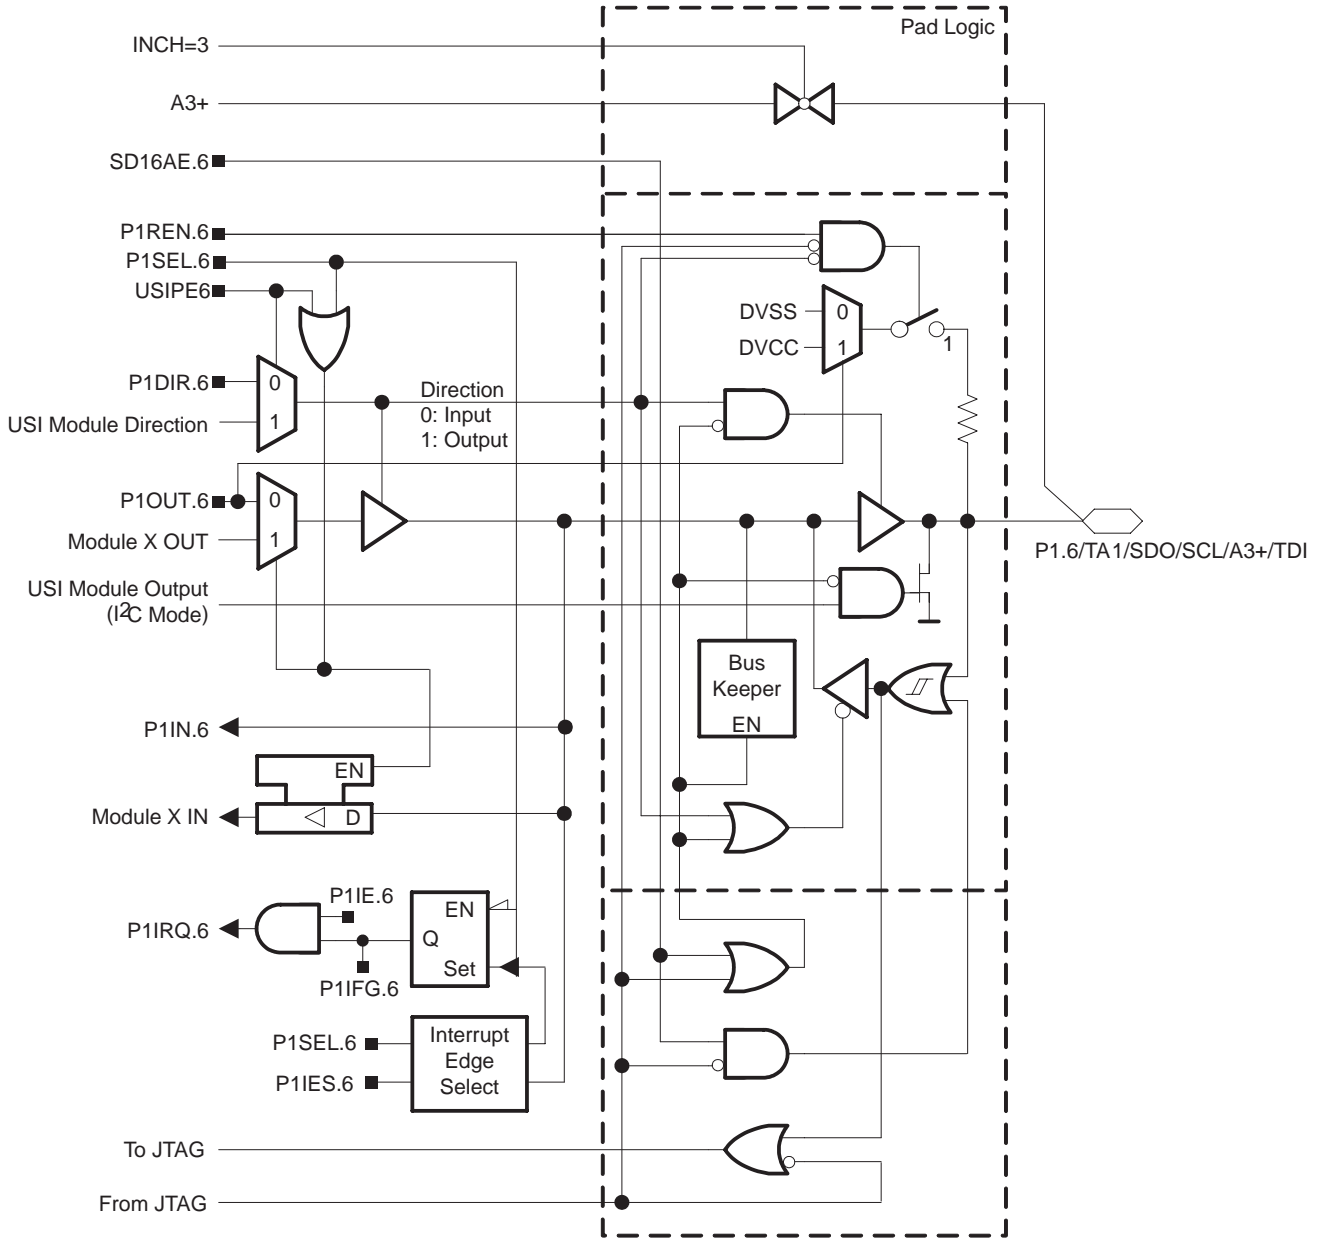 Pad Logic
INCH=3
A3+
SD16AE.6
P1REN.6
P1SEL.6
USIPE6
DVSS
0
DVCC
1
1
P1DIR.6
0
USI Module Direction
1
Direction
0: Input
1: Output
P1OUT.6
0
Module X OUT
1
P1.6/TA1/SDO/SCL/A3+/TDI
USI Module Output
(I2C Mode)
Bus
Keeper
EN
P1IN.6
EN
Module X IN
D
P1IE.6
P1IRQ.6
EN
Q
Set
P1IFG.6
P1SEL.6
P1IES.6
Interrupt
Edge
Select
To JTAG
From JTAG